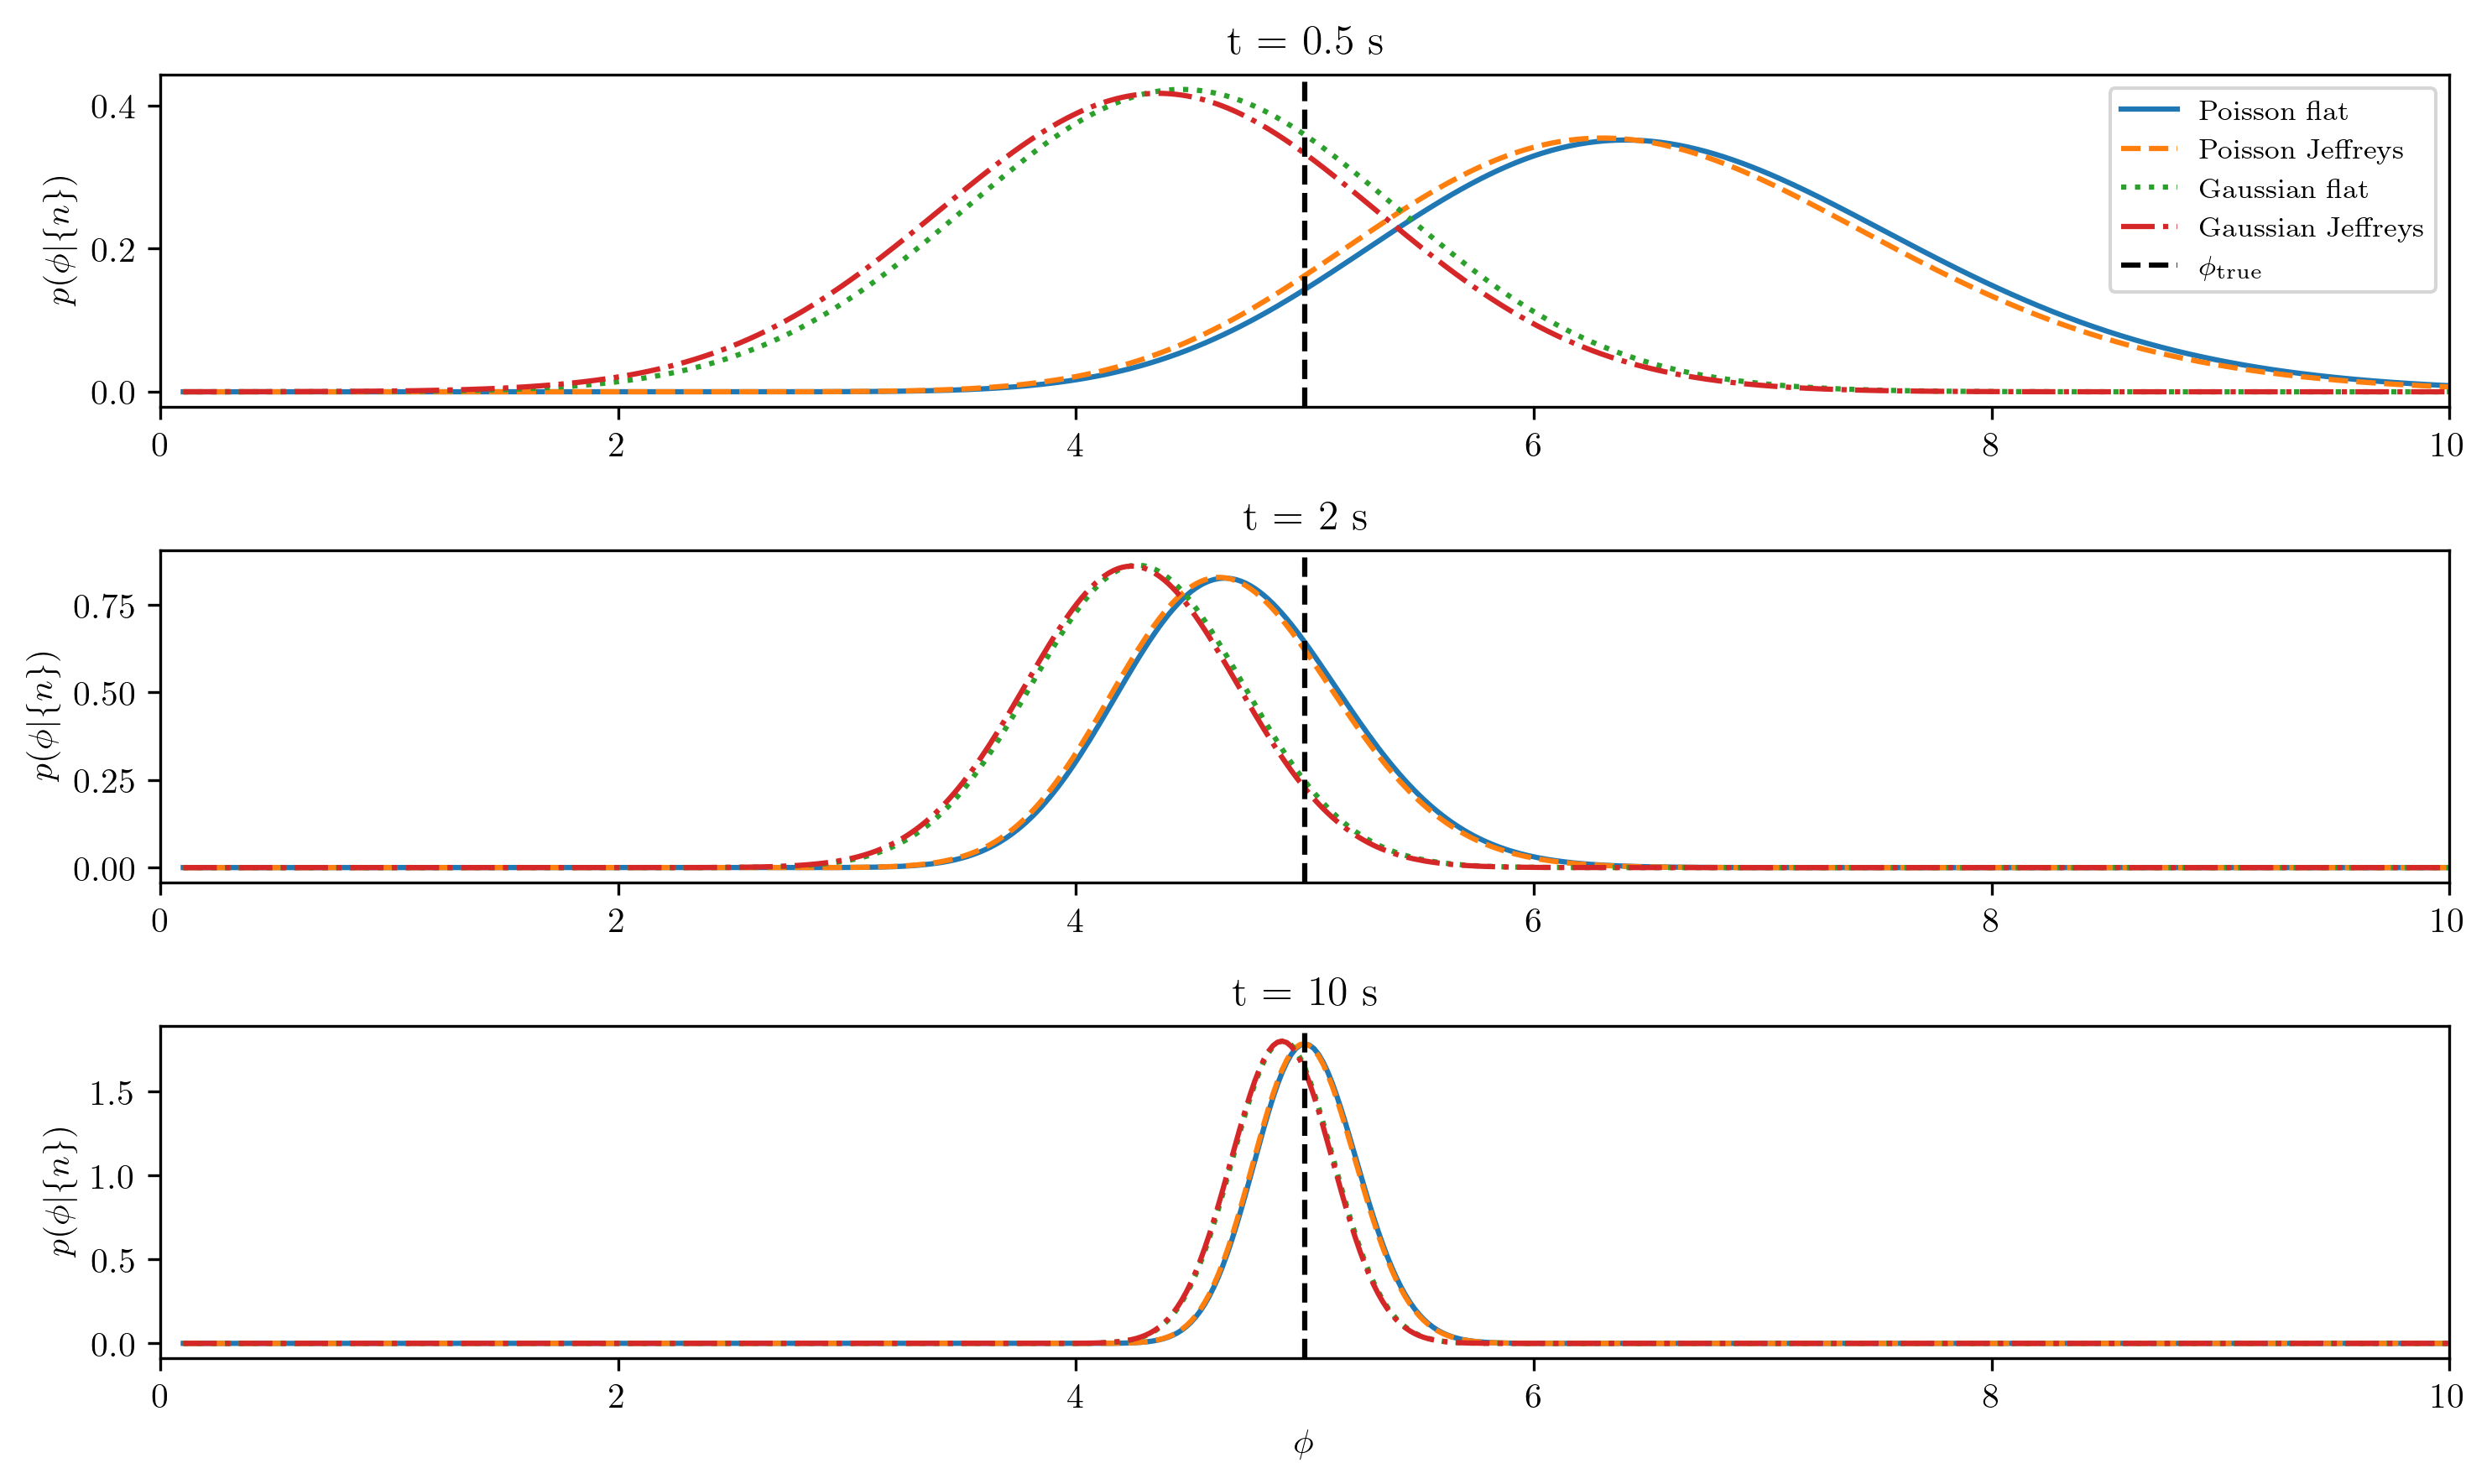 t = 0.5 s
p(ϕ|{n})
0.4
0.2
0.0
0 2 4 6 8 10
Poisson flat
Poisson Jeffreys
Gaussian flat
Gaussian Jeffreys
ϕtrue
t = 2 s
p(ϕ|{n})
0.75
0.50
0.25
0.00
0 2 4 6 8 10
t = 10 s
p(ϕ|{n})
1.5
1.0
0.5
0.0
0 2 4 6 8 10
ϕ